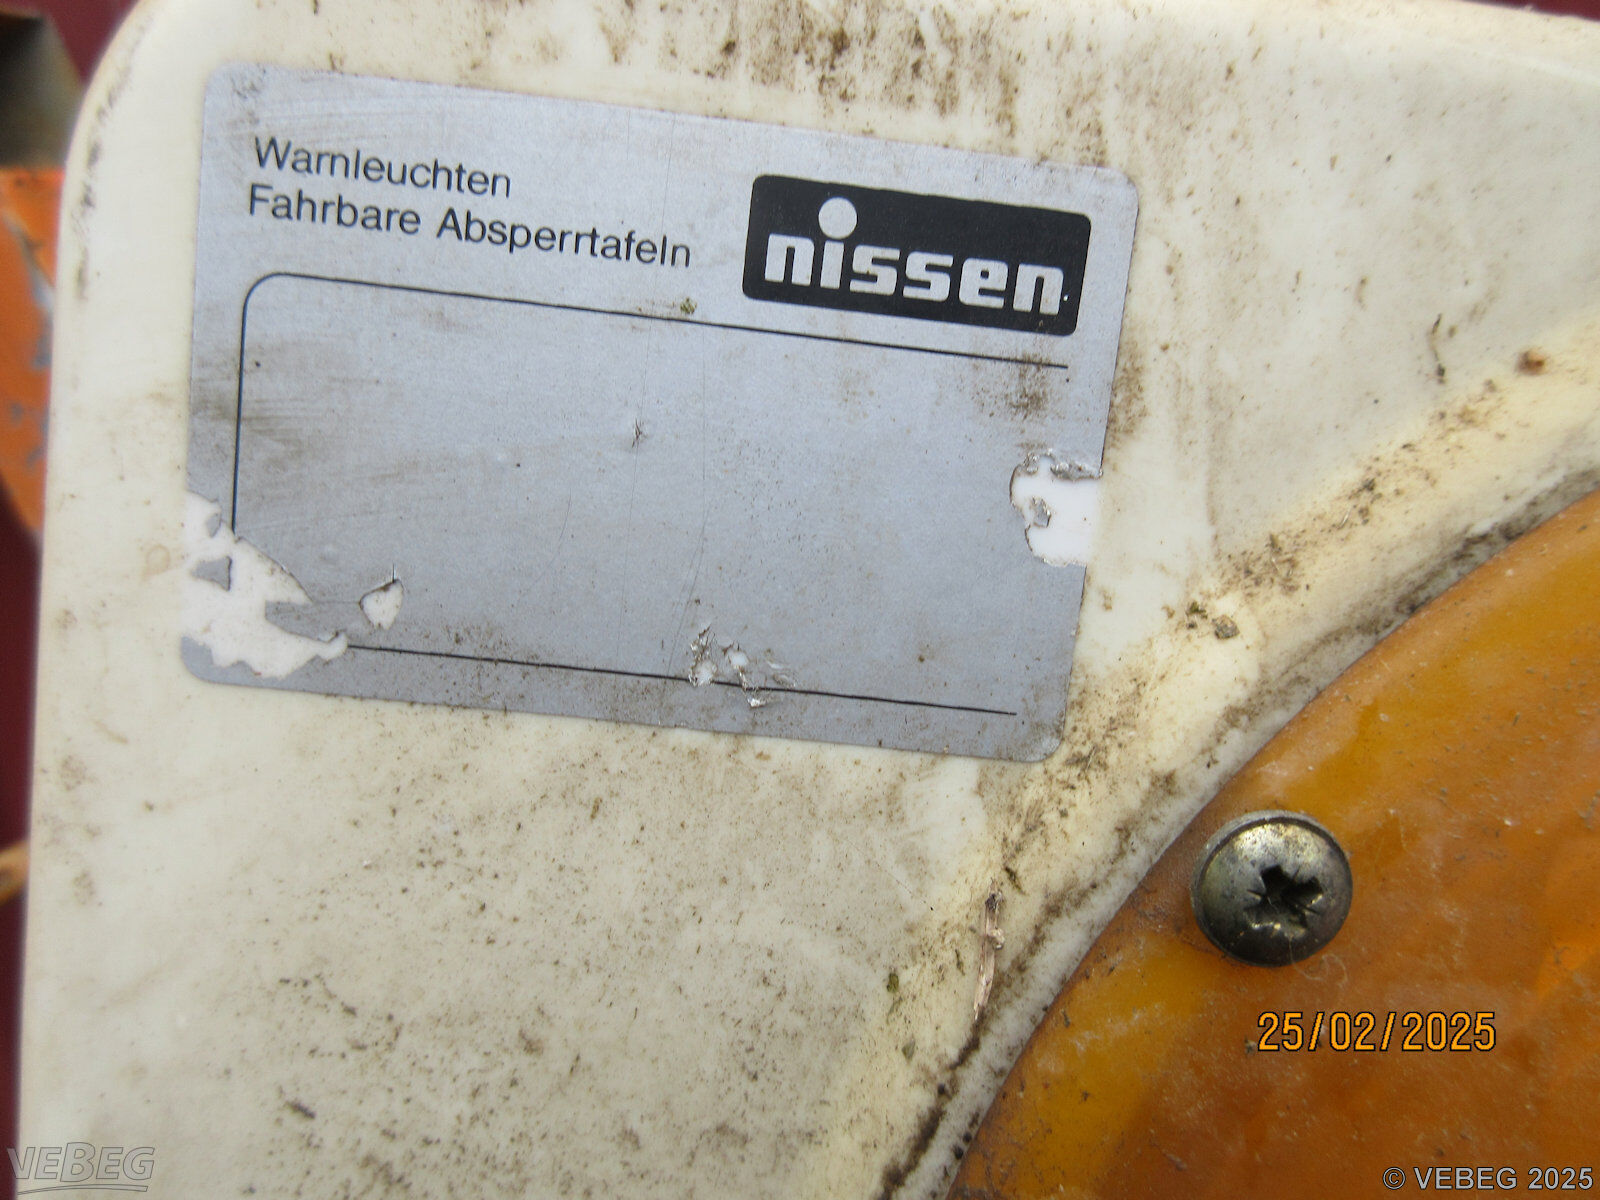 Warnleuchten
Fahrbare Absperrtafeln
nissen
25/02/2025
VEBEG
© VEBEG 2025